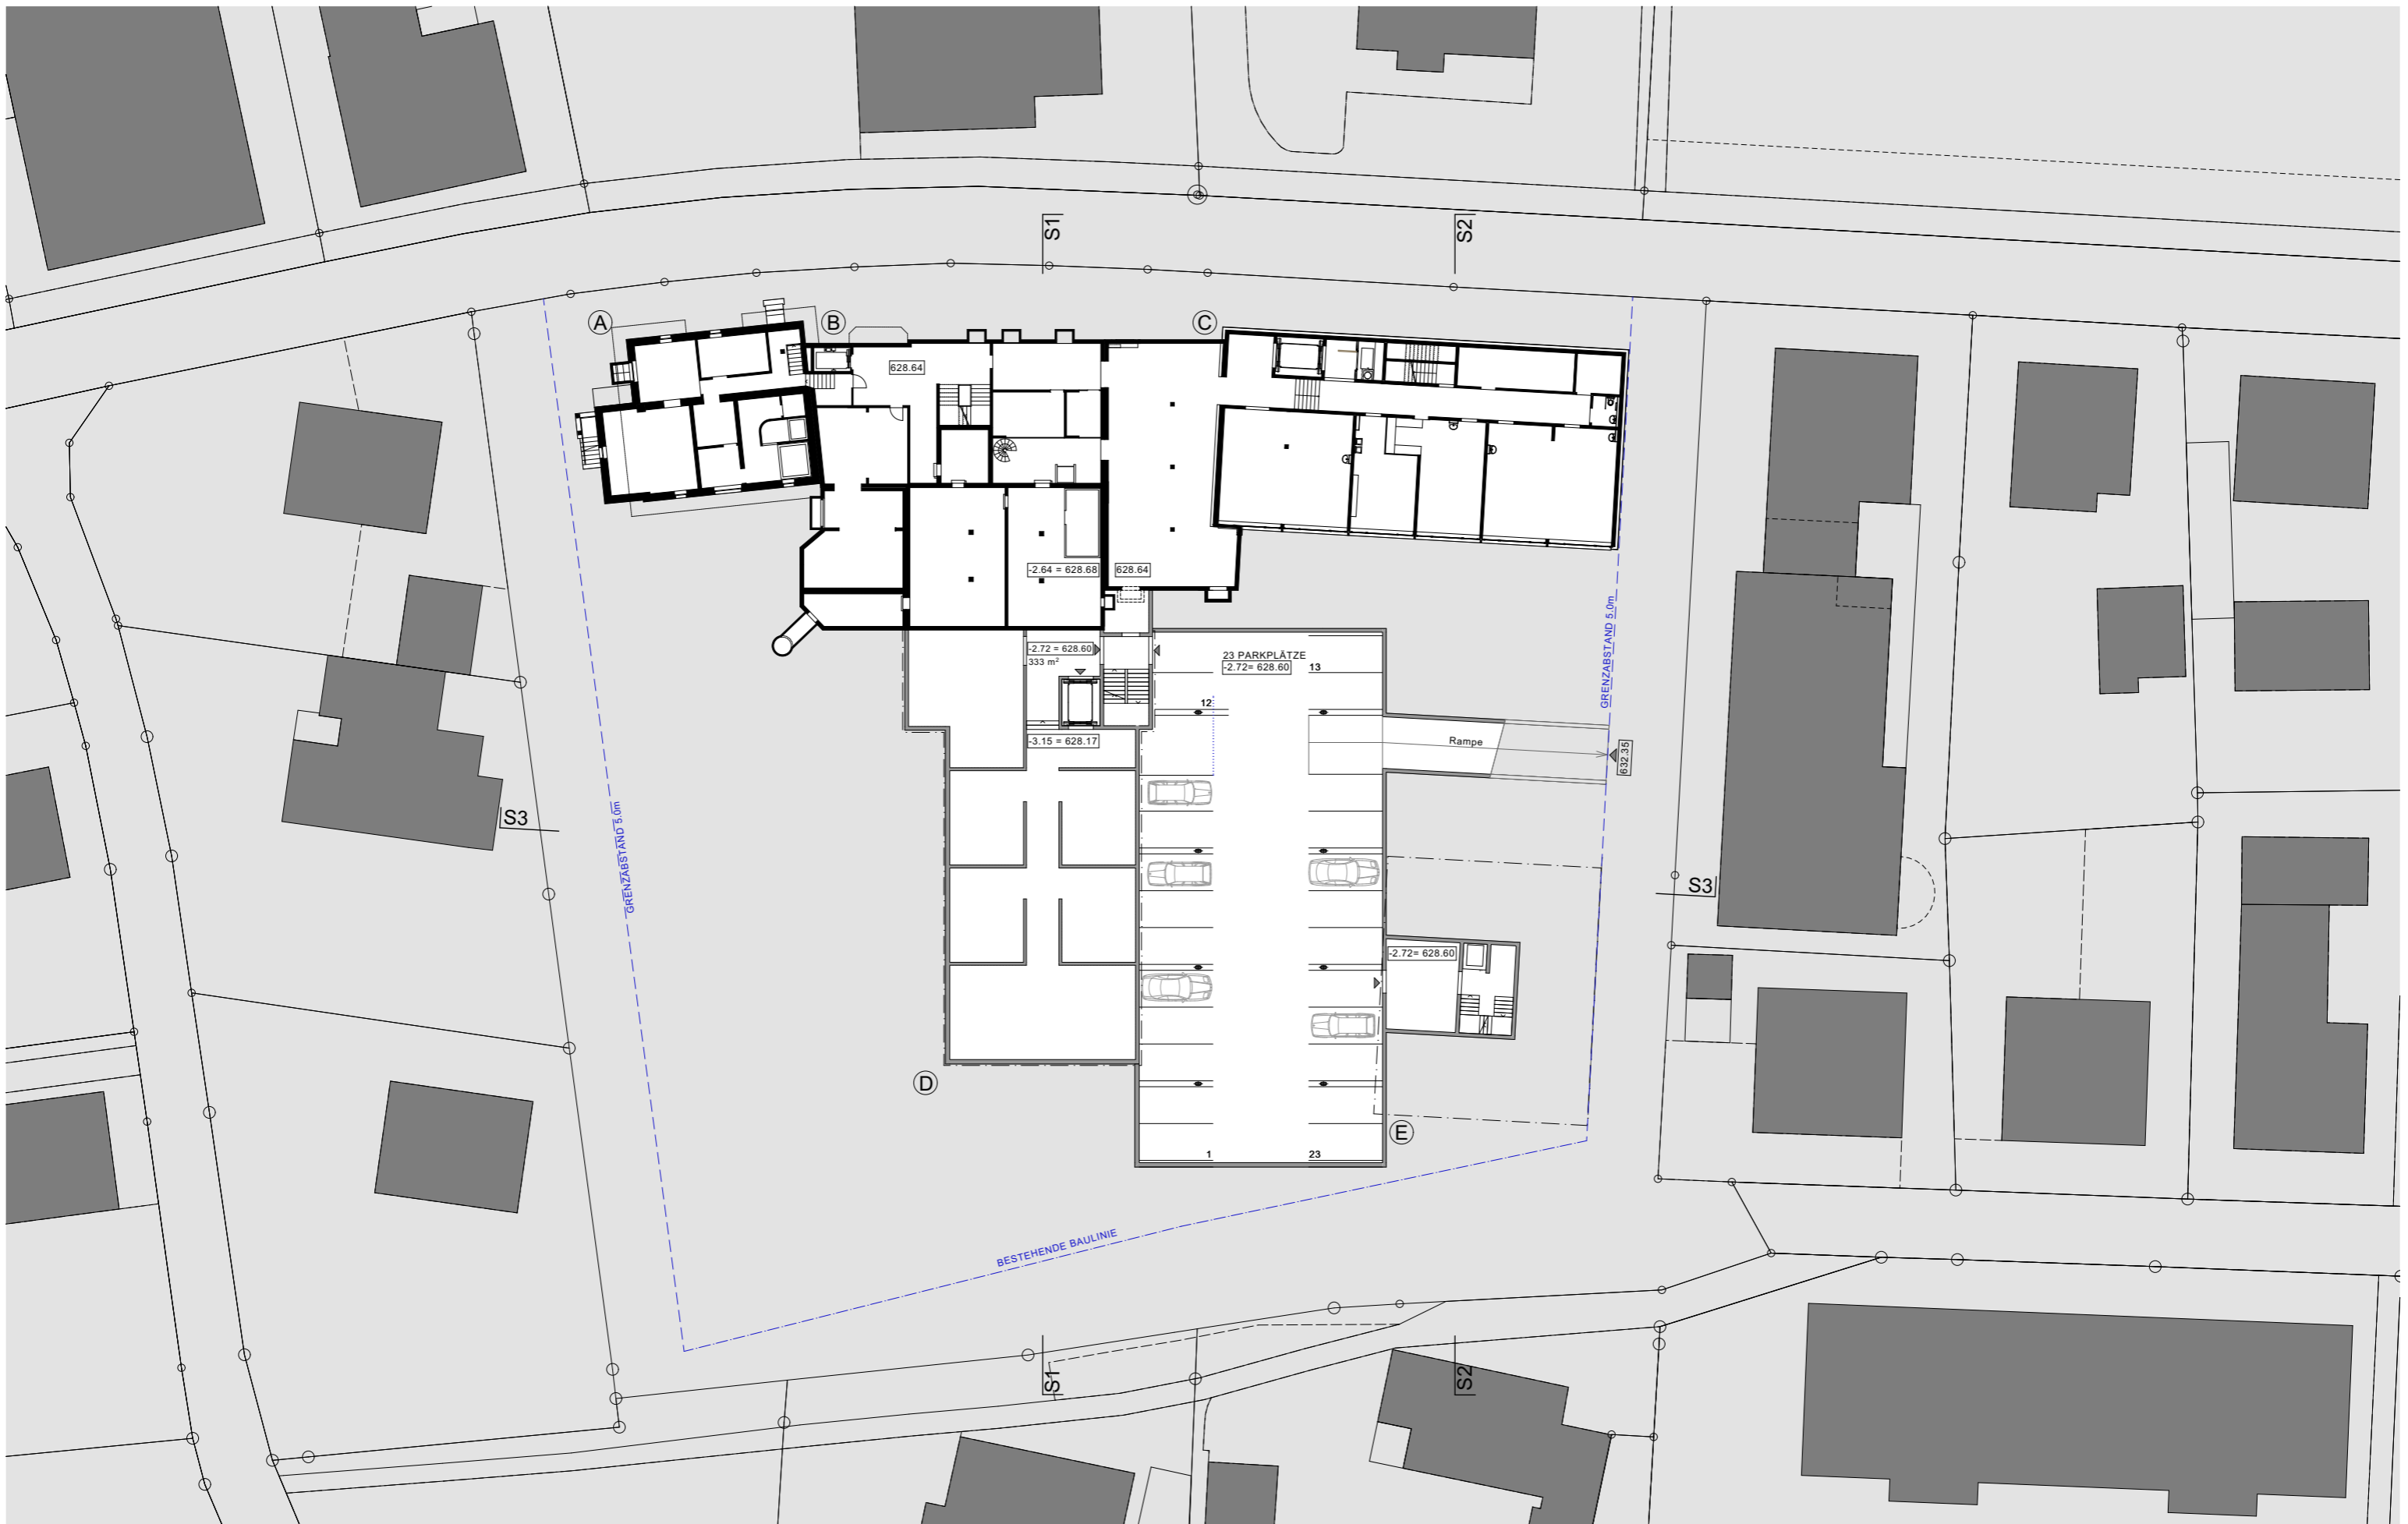 S1
S2
A
B
C
628.64
-2.64 = 628.68
628.64
GRENZABSTAND 5.0m
-2.72 = 628.60
333 m²
23 PARKPLÄTZE
-2.72= 628.60
13
12
-3.15 = 628.17
Rampe
632.35
S3
GRENZABSTAND 5.0m
S3
-2.72= 628.60
D
E
1
23
BESTEHENDE BAULINIE
S1
S2